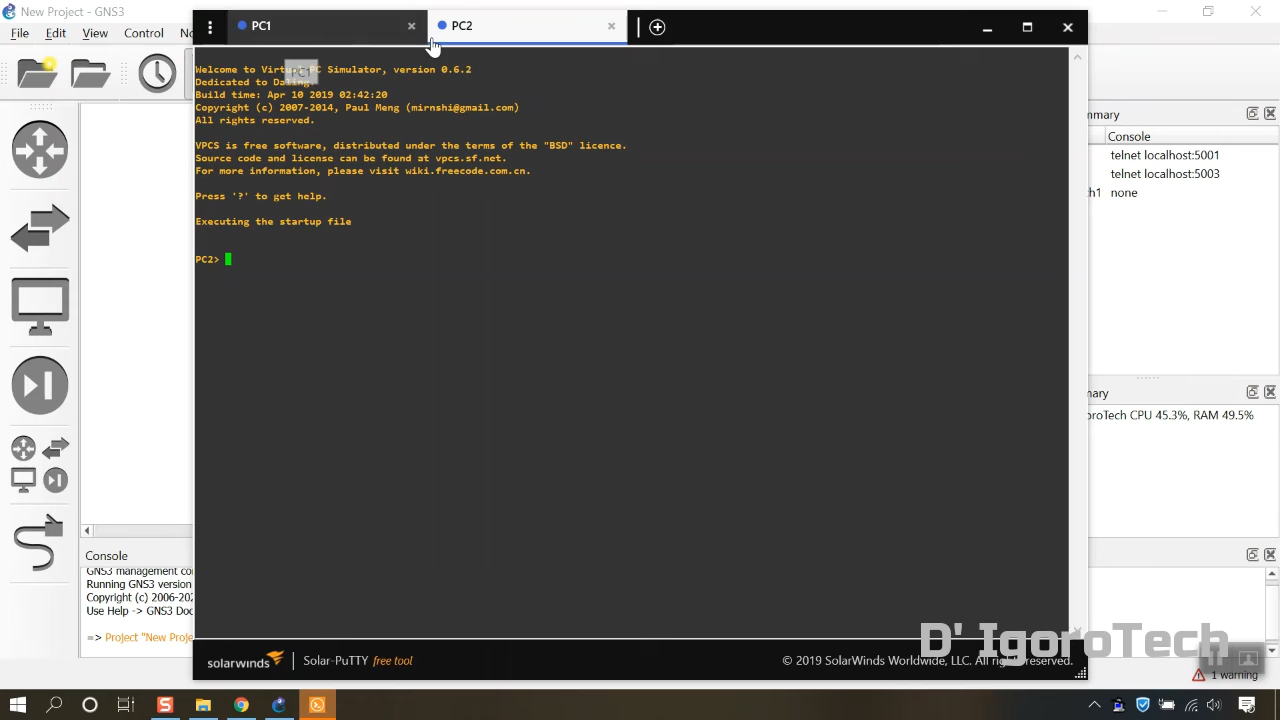 New Project - GNS3
File Edit View Control No
PC1
PC2
Welcome to Virtual PC Simulator, version 0.6.2
Dedicated to Daling.
Build time: Apr 10 2019 02:42:20
Copyright (c) 2007-2014, Paul Meng (mirnshi@gmail.com)
All rights reserved.
VPCS is free software, distributed under the terms of the "BSD" licence.
Source code and license can be found at vpcs.sf.net.
For more information, please visit wiki.freecode.com.cn.
Press '?' to get help.
Executing the startup file
PC2>
mmary
Console
telnet localhost:5001
telnet localhost:5003
h1 none
mary
oroTech CPU 45.3%, RAM 49.5%
Console
GNS3 management co
Running GNS3 version
Copyright (c) 2006-202
Use Help -> GNS3 Doc
=> Project "New Proje
solarwinds
Solar-PuTTY free tool
© 2019 SolarWinds Worldwide, LLC. All rights reserved.
D' IgoroTech
1 warning